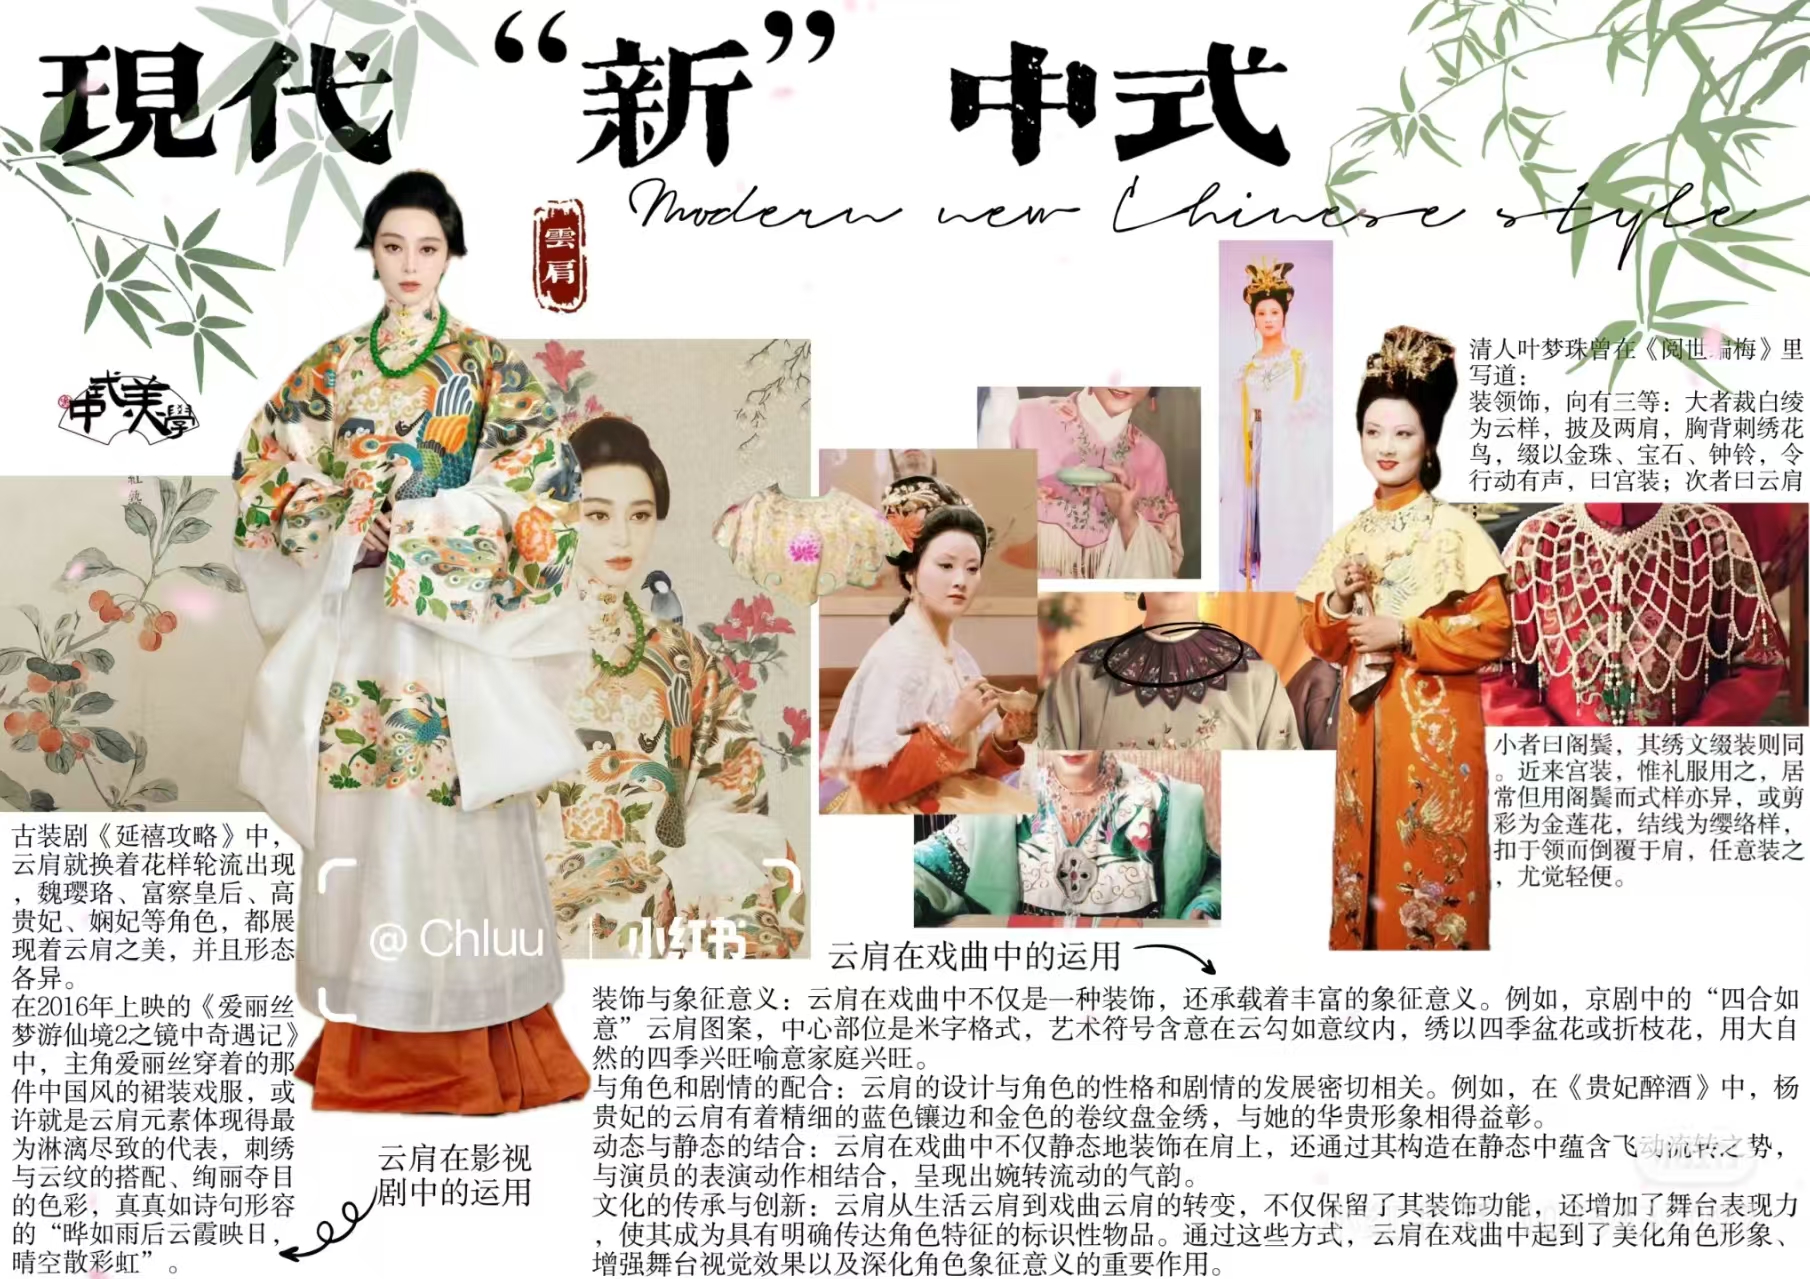 現代“新”中式
Modern new Chinese style
雲肩
中式美學
清人叶梦珠曾在《阅世编梅》里
写道：
装领饰，向有三等：大者裁白绫
为云样，披及两肩，胸背刺绣花
鸟，缀以金珠、宝石、钟铃，令
行动有声，曰宫装；次者曰云肩
小者曰阁鬓，其绣文缀装则同
。近来宫装，惟礼服用之，居
常但用阁鬓而式样亦异，或剪
彩为金莲花，结线为缨络样，
扣于领而倒覆于肩，任意装之
，尤觉轻便。
古装剧《延禧攻略》中，
云肩就换着花样轮流出现
，魏璎珞、富察皇后、高
贵妃、娴妃等角色，都展
现着云肩之美，并且形态
各异。
在2016年上映的《爱丽丝
梦游仙境2之镜中奇遇记》
中，主角爱丽丝穿着的那
件中国风的裙装戏服，或
许就是云肩元素体现得最
为淋漓尽致的代表，刺绣
与云纹的搭配、绚丽夺目
的色彩，真真如诗句形容
的“晔如雨后云霞映日，
晴空散彩虹”。
云肩在影视
剧中的运用
@Chluu | 小红书
云肩在戏曲中的运用
装饰与象征意义：云肩在戏曲中不仅是一种装饰，还承载着丰富的象征意义。例如，京剧中的“四合如
意”云肩图案，中心部位是米字格式，艺术符号含意在云勾如意纹内，绣以四季盆花或折枝花，用大自
然的四季兴旺喻意家庭兴旺。
与角色和剧情的配合：云肩的设计与角色的性格和剧情的发展密切相关。例如，在《贵妃醉酒》中，杨
贵妃的云肩有着精细的蓝色镶边和金色的卷纹盘金绣，与她的华贵形象相得益彰。
动态与静态的结合：云肩在戏曲中不仅静态地装饰在肩上，还通过其构造在静态中蕴含飞动流转之势，
与演员的表演动作相结合，呈现出婉转流动的气韵。
文化的传承与创新：云肩从生活云肩到戏曲云肩的转变，不仅保留了其装饰功能，还增加了舞台表现力
，使其成为具有明确传达角色特征的标识性物品。通过这些方式，云肩在戏曲中起到了美化角色形象、
增强舞台视觉效果以及深化角色象征意义的重要作用。